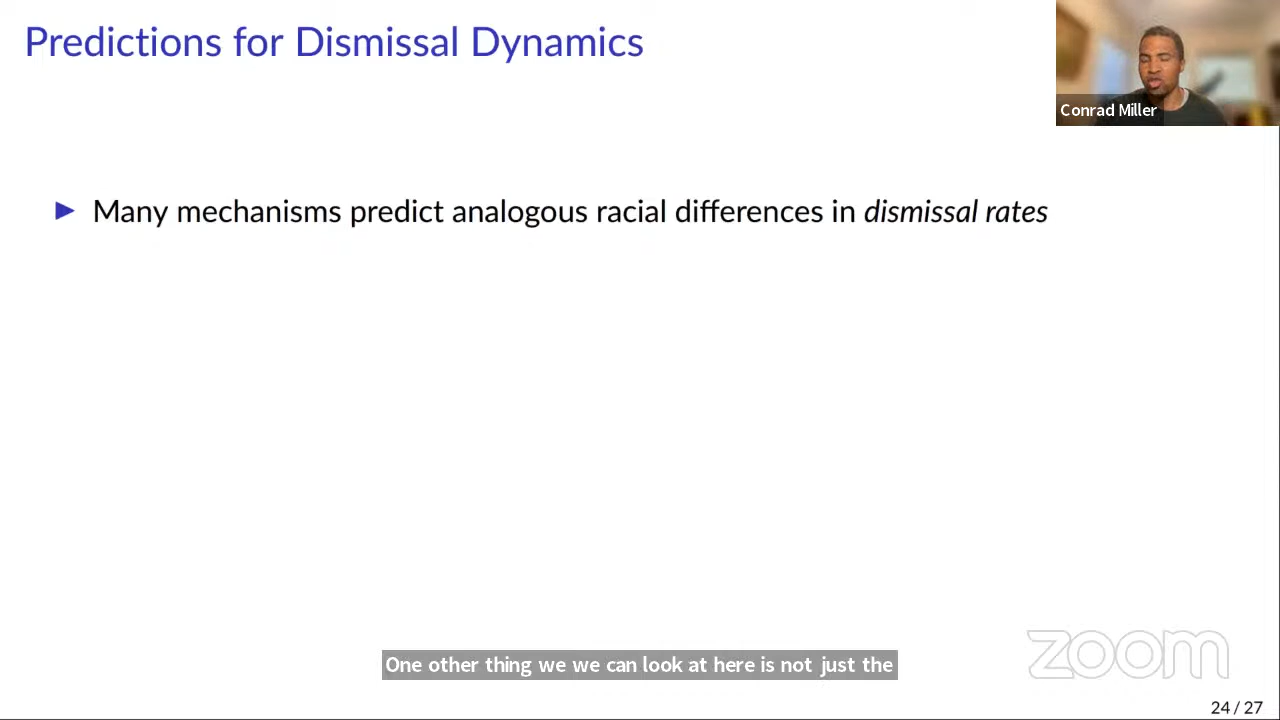 Predictions for Dismissal Dynamics
Conrad Miller
▶ Many mechanisms predict analogous racial differences in dismissal rates
One other thing we we can look at here is not just the
zoom
24 / 27